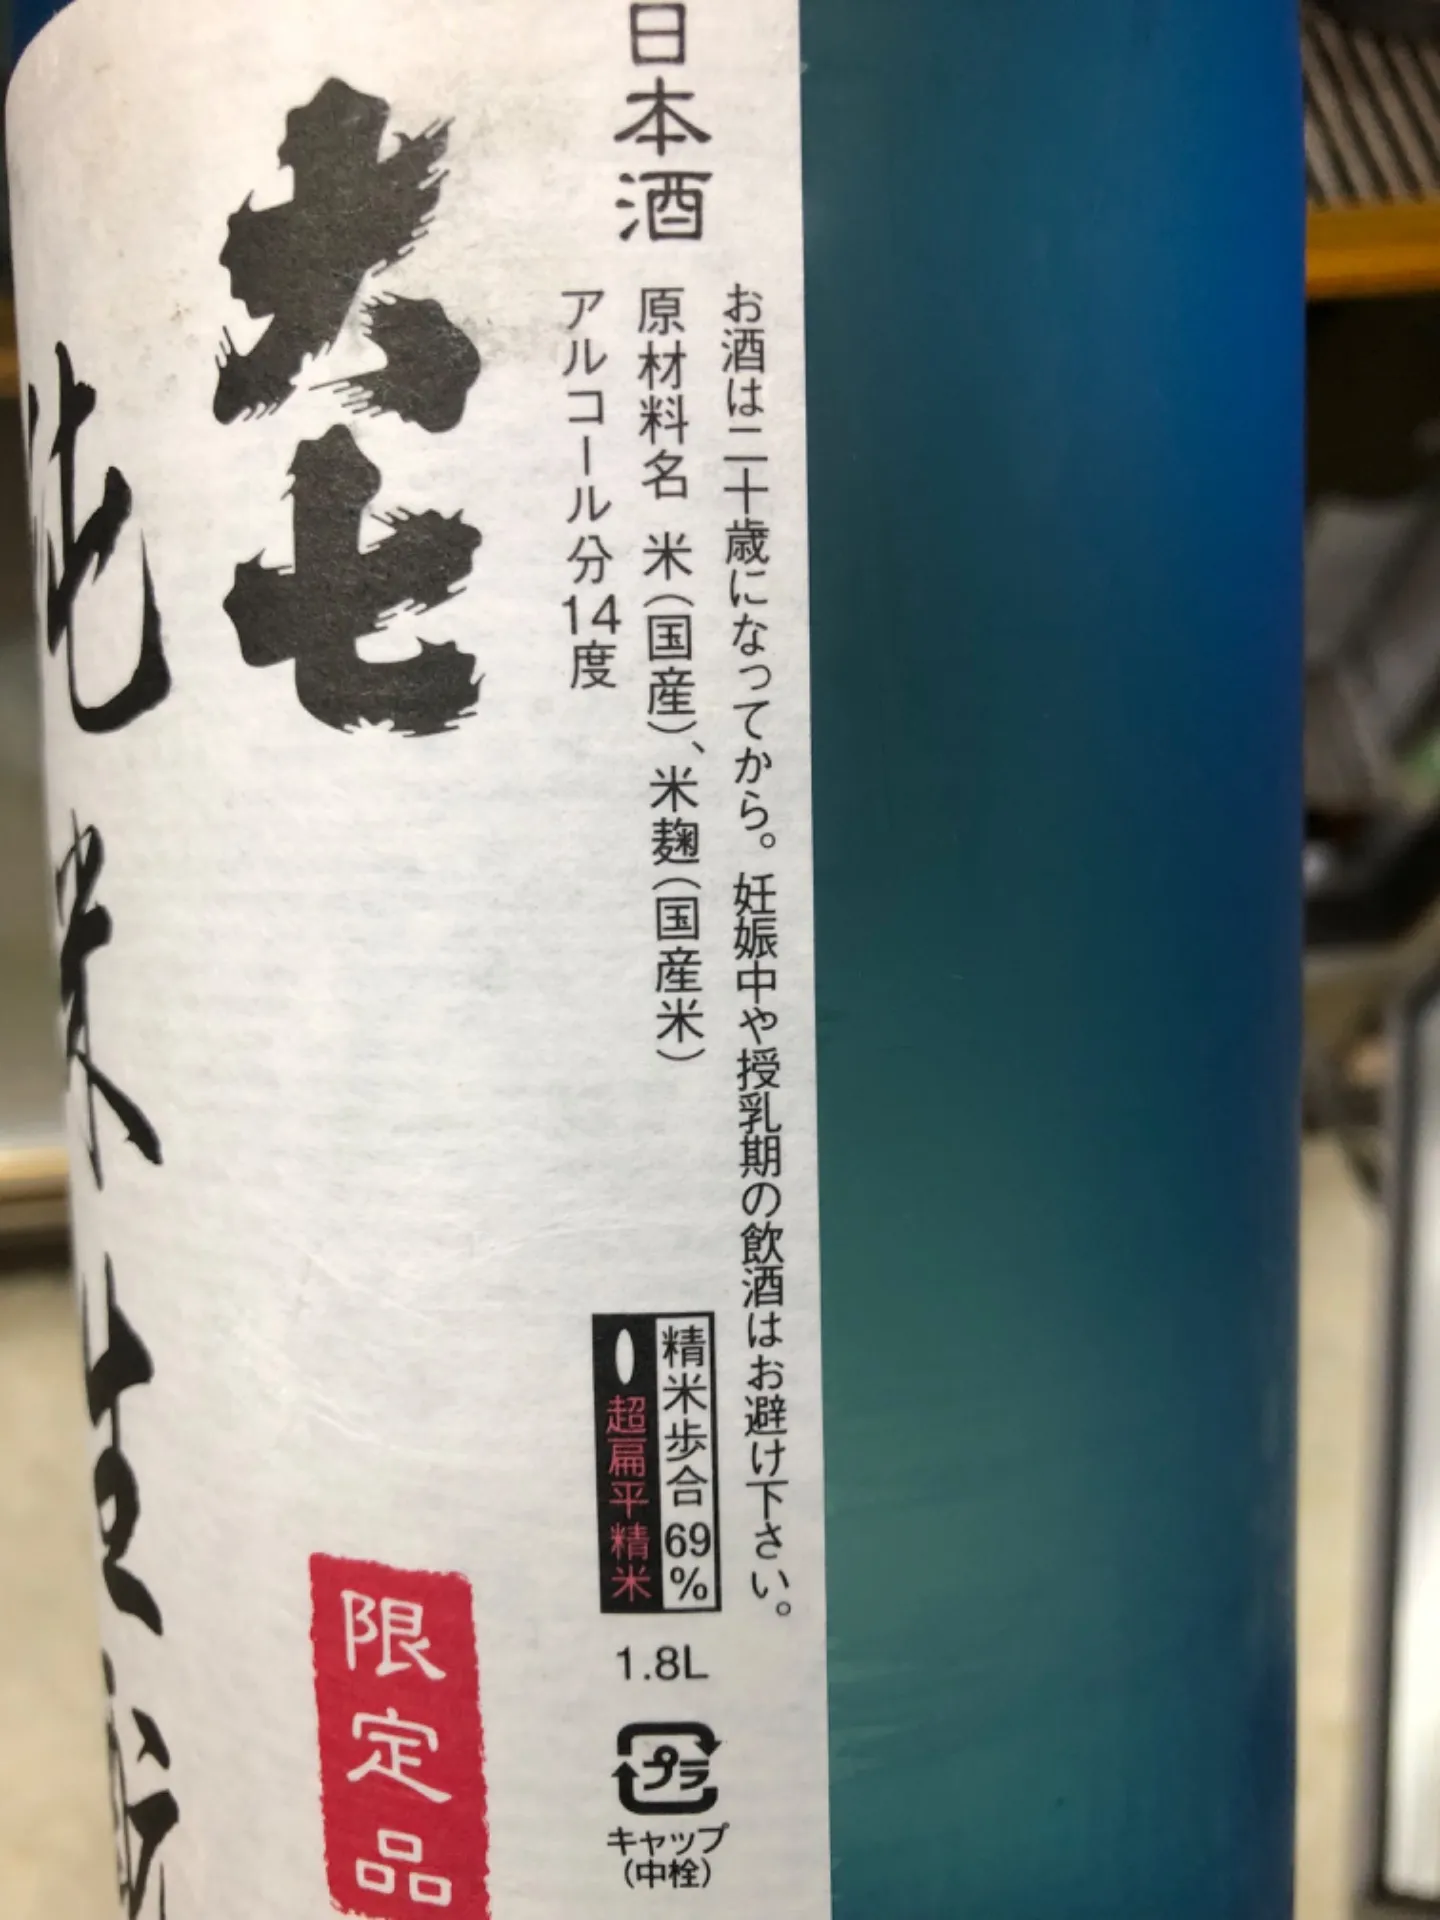 日本酒
お酒は二十歳になってから。妊娠中や授乳期の飲酒はお避け下さい。
原材料名 米(国産)、米麹(国産米)
アルコール分14度
精米歩合69%
超扁平精米
1.8L
プラ
キャップ
(中栓)
大七
限定品
純米生酛